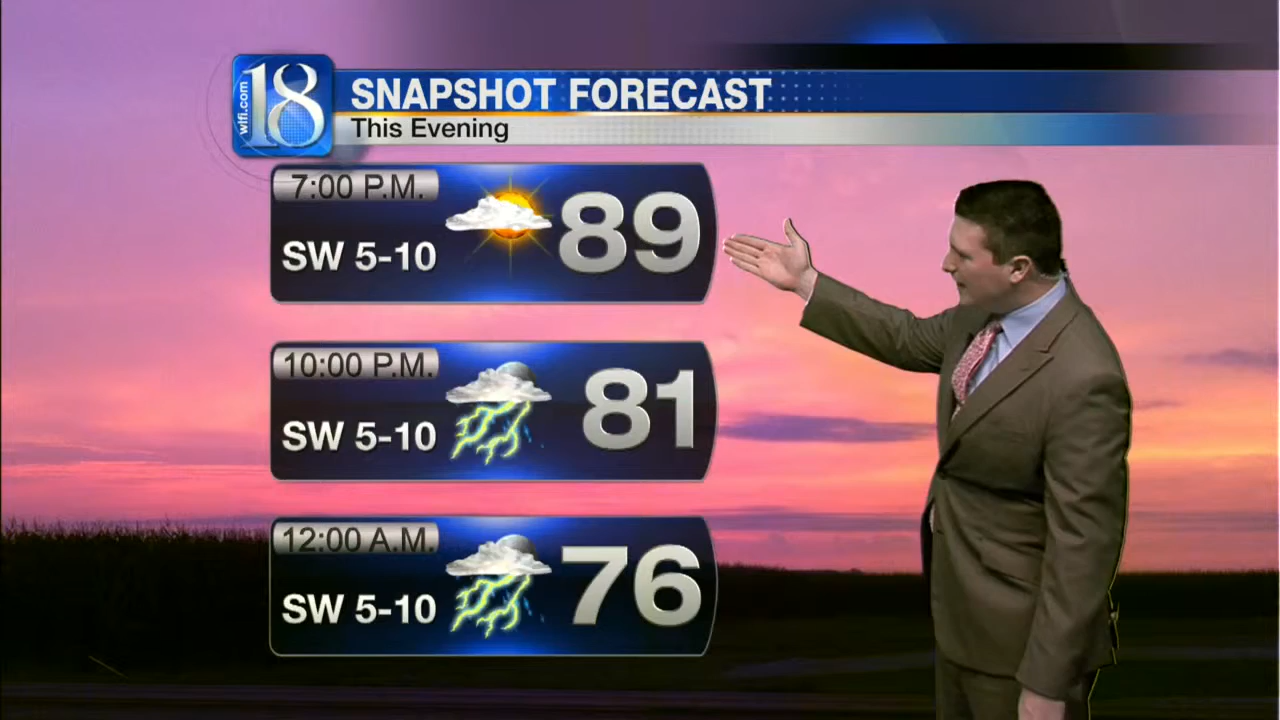 wlfi.com
18
SNAPSHOT FORECAST
This Evening
7:00 P.M.
SW 5-10
89
10:00 P.M.
SW 5-10
81
12:00 A.M.
SW 5-10
76